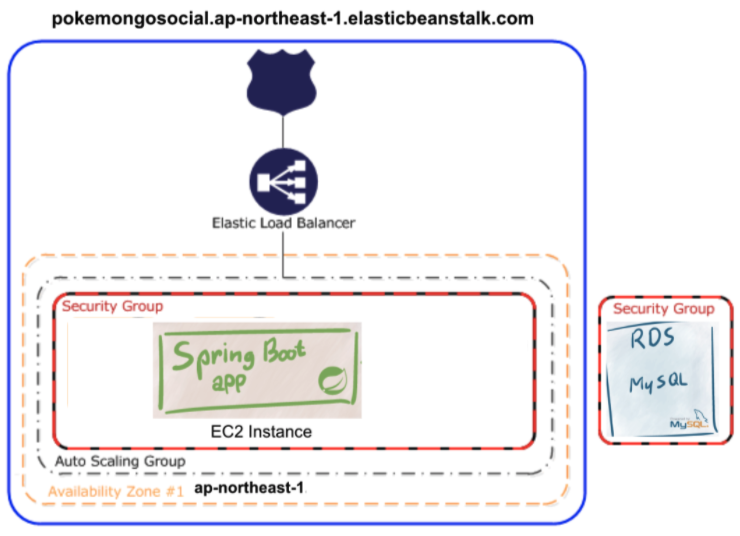 pokemongosocial.ap-northeast-1.elasticbeanstalk.com
Elastic Load Balancer
Security Group
Spring Boot
app
EC2 Instance
Auto Scaling Group
Availability Zone #1 ap-northeast-1
Security Group
RDS
MySQL
MySQL